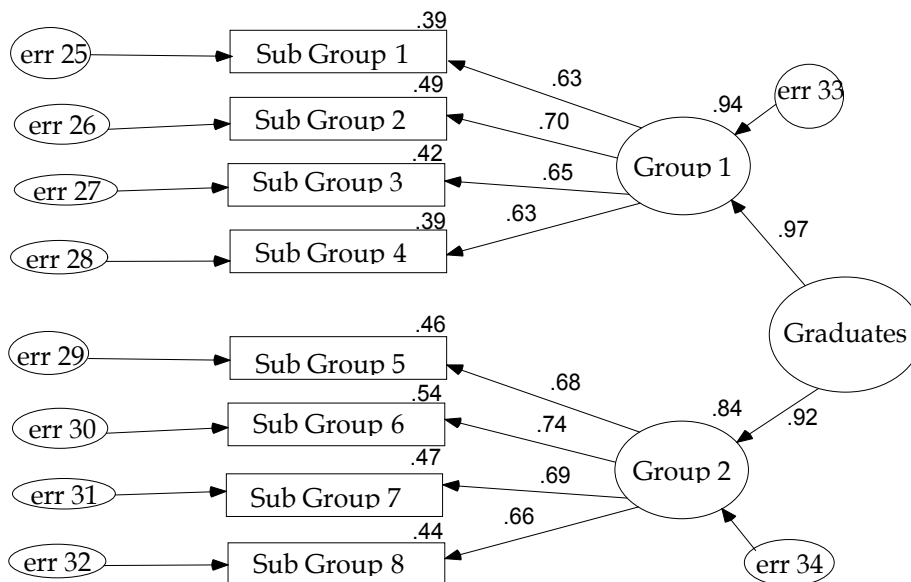 .39
err 25
Sub Group 1
.63
err 33
.94
.49
err 26
Sub Group 2
.70
Group 1
.42
err 27
Sub Group 3
.65
.39
.63
err 28
Sub Group 4
.97
Graduates
.46
err 29
Sub Group 5
.68
.54
.84
.92
err 30
Sub Group 6
.74
.47
Group 2
err 31
Sub Group 7
.69
.44
.66
err 32
Sub Group 8
err 34